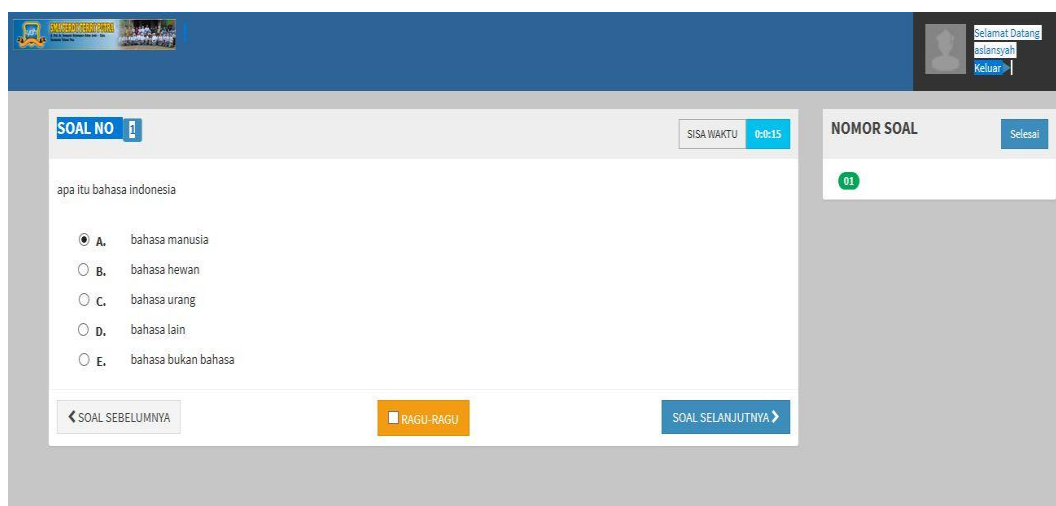 Selamat Datang
aslansyah
Keluar
SOAL NO 1
SISA WAKTU 0:0:15
apa itu bahasa indonesia
A. bahasa manusia
B. bahasa hewan
C. bahasa urang
D. bahasa lain
E. bahasa bukan bahasa
SOAL SEBELUMNYA
RAGU-RAGU
SOAL SELANJUTNYA
NOMOR SOAL
Selesai
01